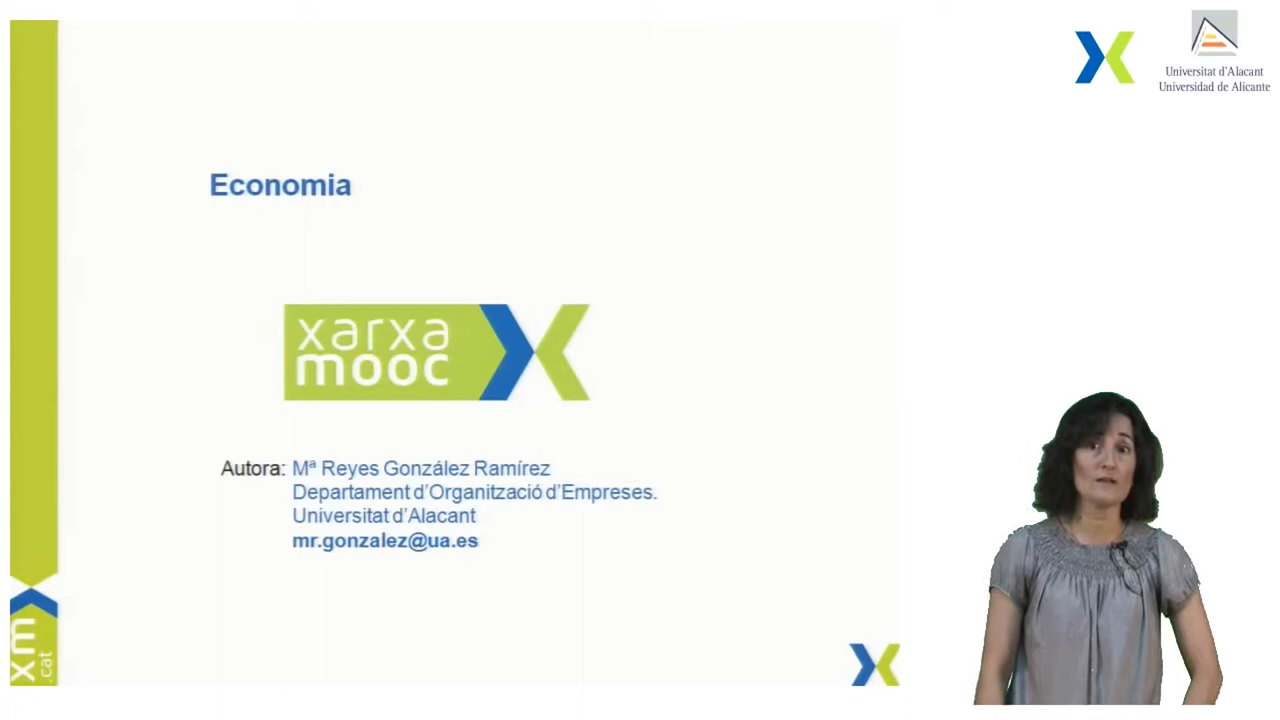 Universitat d'Alacant
Universidad de Alicante
Economia
xarxa
mooc
Autora: Mª Reyes González Ramírez
Departament d'Organització d'Empreses.
Universitat d'Alacant
mr.gonzalez@ua.es
xm
.cat